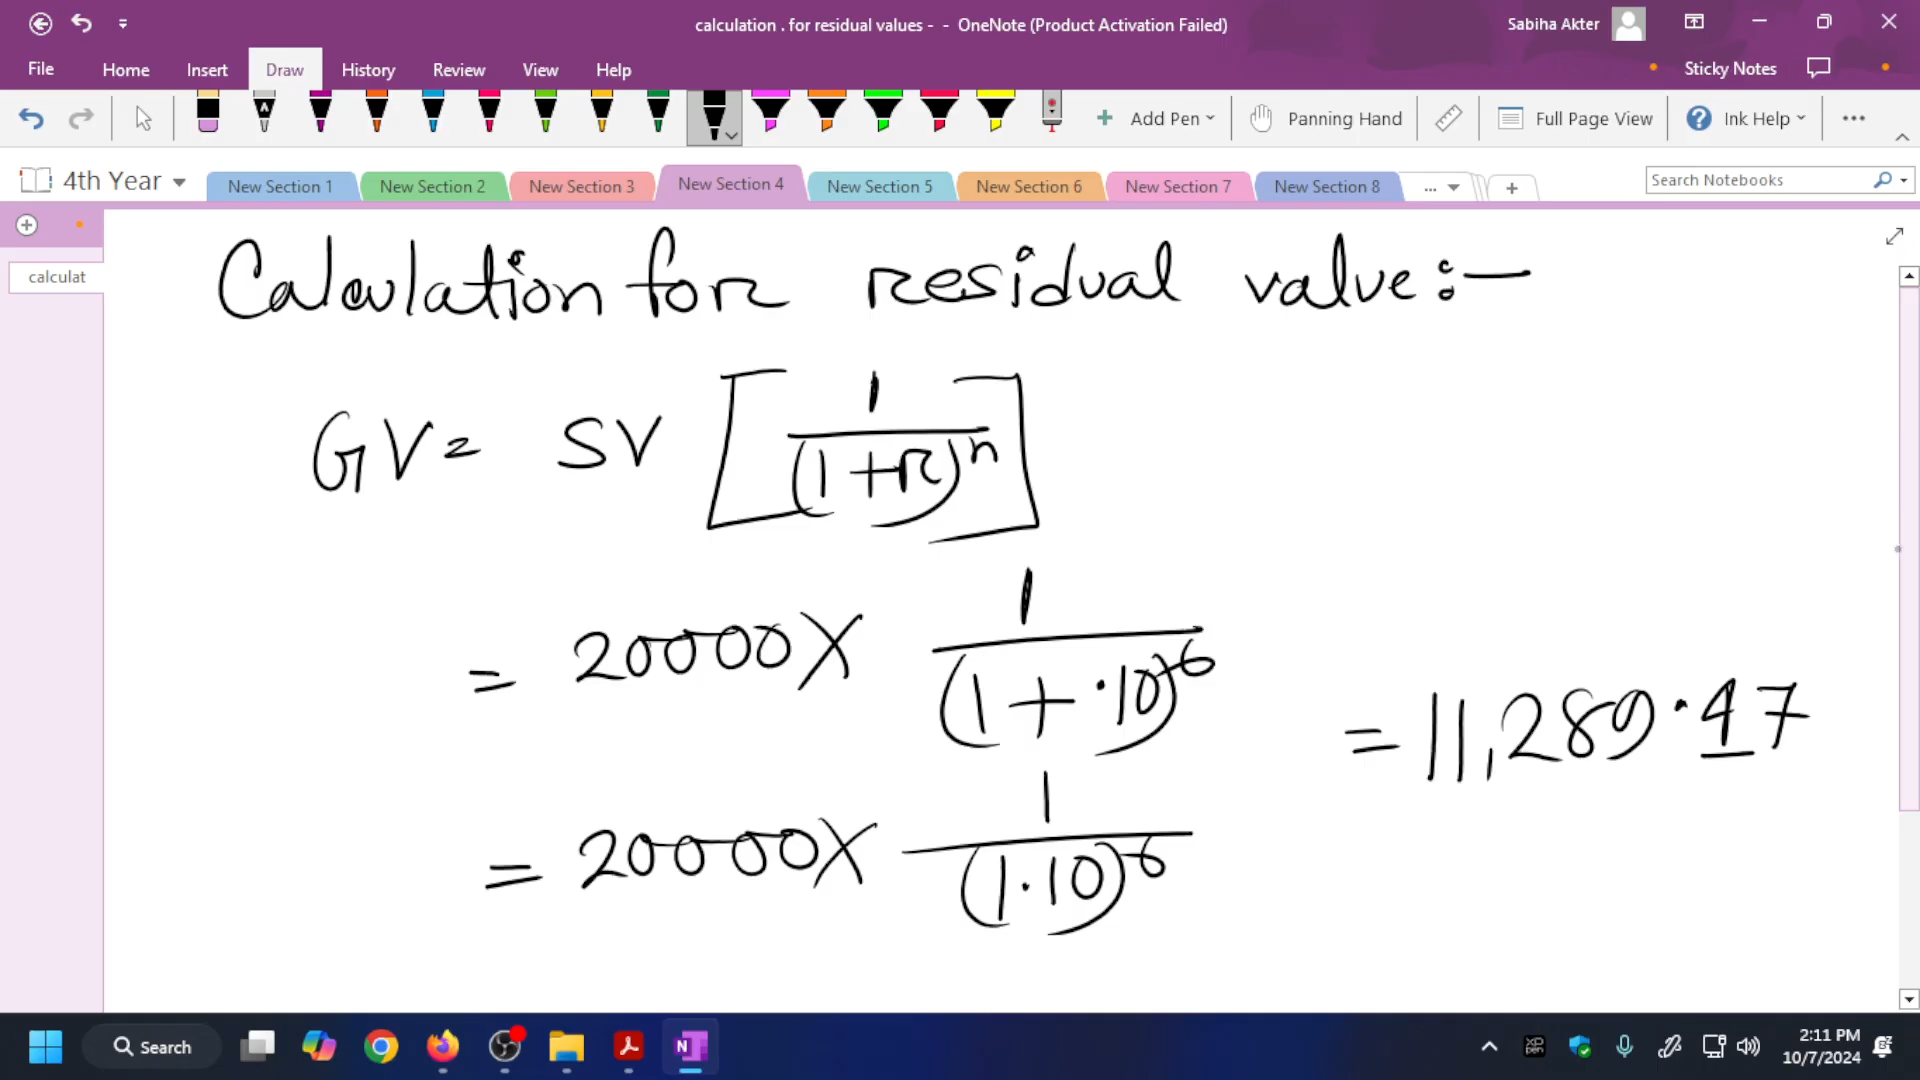 calculation . for residual values - - OneNote (Product Activation Failed)
Sabiha Akter
File Home Insert Draw History Review View Help
Sticky Notes
Add Pen Panning Hand Full Page View Ink Help
4th Year New Section 1 New Section 2 New Section 3 New Section 4 New Section 5 New Section 6 New Section 7 New Section 8 ... Search Notebooks
calculat
Calculation for residual value:—
GV = SV [1/(1+R)^n]
= 20000 X 1/(1 + .10)^6
= 11,289.47
= 20000 X 1/(1.10)^6
Search
2:11 PM
10/7/2024